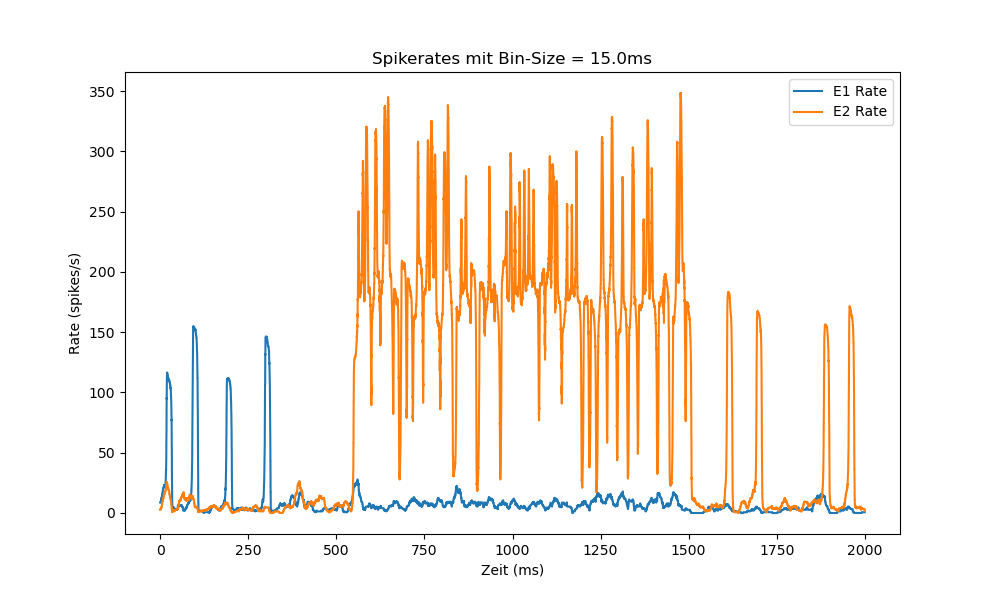 Spikerates mit Bin-Size = 15.0ms
E1 Rate
E2 Rate
350
300
250
200
150
100
50
0
Rate (spikes/s)
0 250 500 750 1000 1250 1500 1750 2000
Zeit (ms)